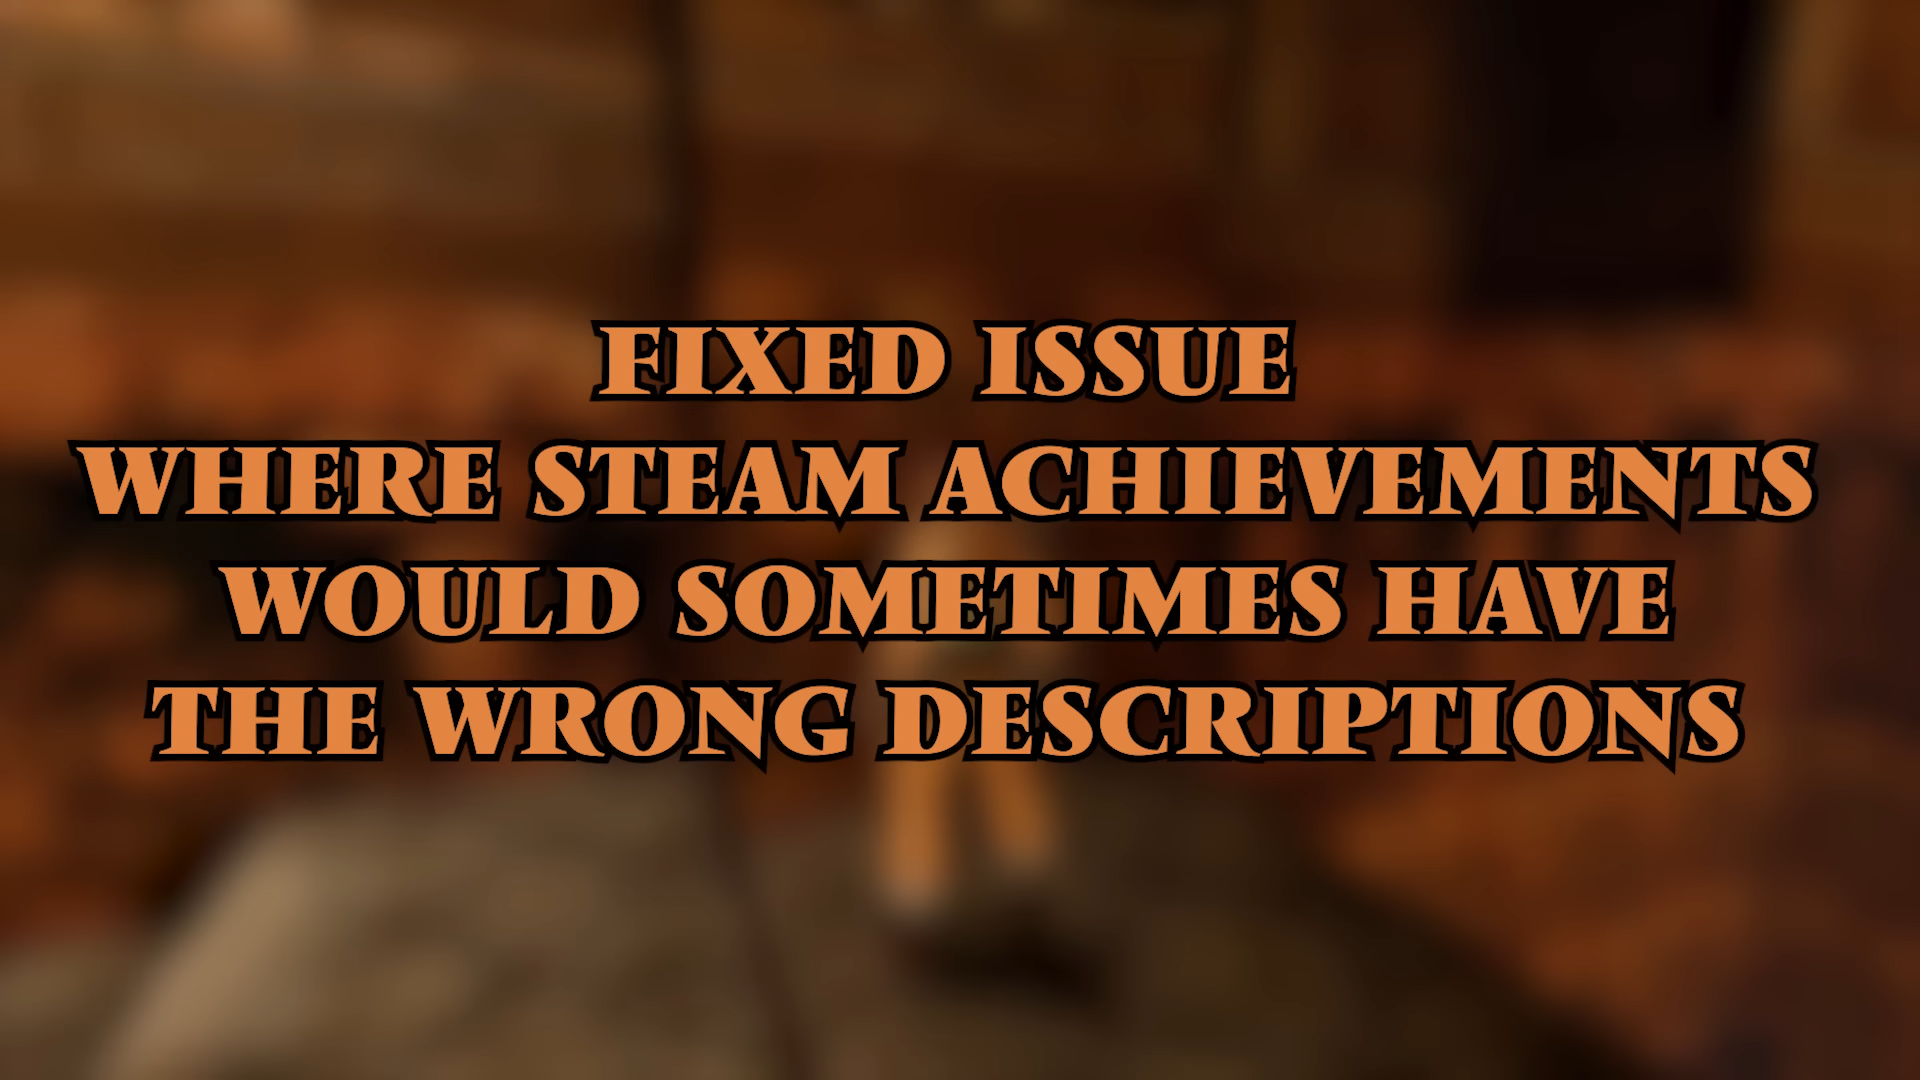 FIXED ISSUE
WHERE STEAM ACHIEVEMENTS
WOULD SOMETIMES HAVE
THE WRONG DESCRIPTIONS